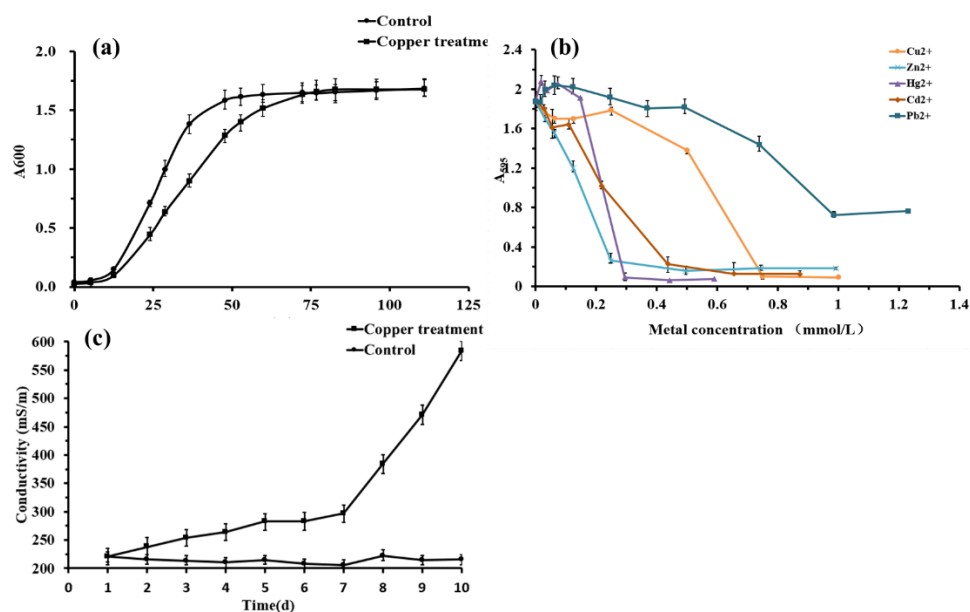 (a)
Control
Copper treatme
2.0
1.5
1.0
0.5
0.0
A600
0 25 50 75 100 125
(b)
Cu2+
Zn2+
Hg2+
Cd2+
Pb2+
2.4
2
1.6
1.2
0.8
0.4
0
A595
0 0.2 0.4 0.6 0.8 1 1.2
Metal concentration （mmol/L）
(c)
Copper treatment
Control
600
550
500
450
400
350
300
250
200
Conductivity (mS/m)
0 1 2 3 4 5 6 7 8 9 10
Time(d)